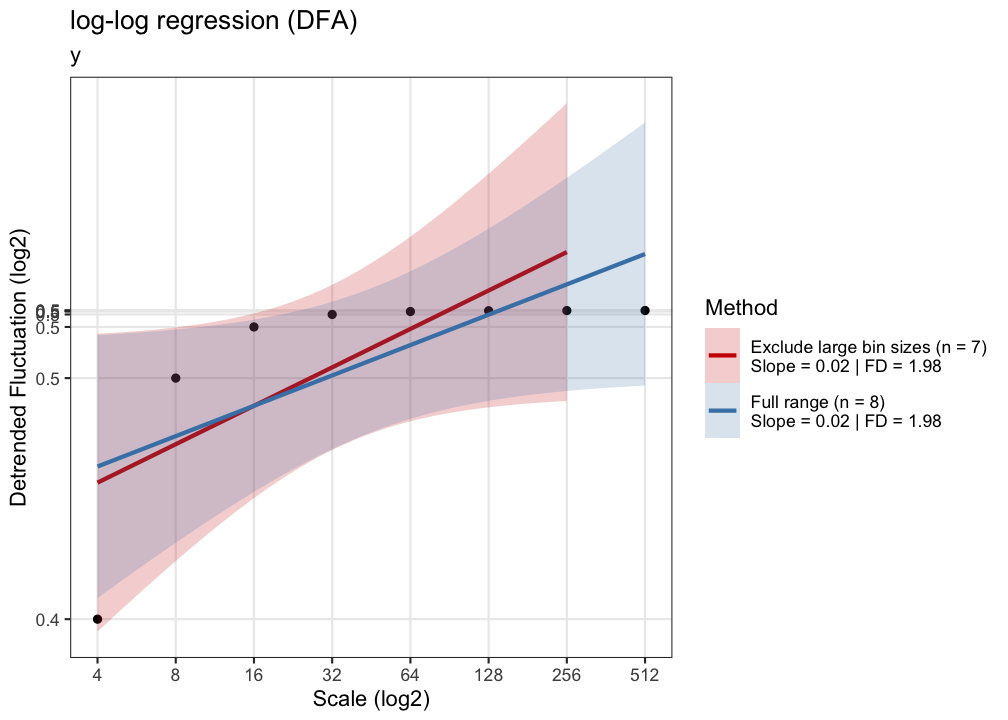 log-log regression (DFA)
y
Detrended Fluctuation (log2)
0.5
0.5
0.4
4 8 16 32 64 128 256 512
Scale (log2)
Method
Exclude large bin sizes (n = 7)
Slope = 0.02 | FD = 1.98
Full range (n = 8)
Slope = 0.02 | FD = 1.98